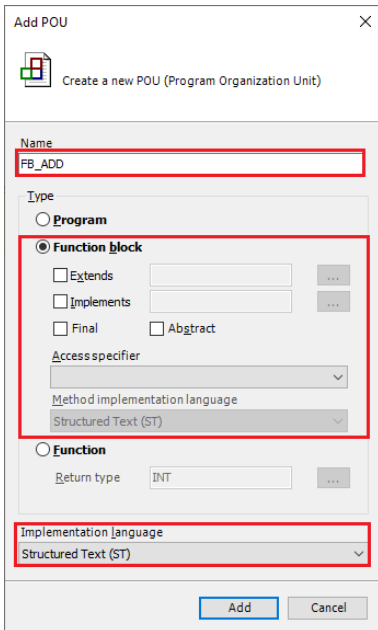 Add POU
Create a new POU (Program Organization Unit)
Name
FB_ADD
Type
Program
Function block
Extends
...
Implements
...
Final Abstract
Access specifier
Method implementation language
Structured Text (ST)
Function
Return type INT ...
Implementation language
Structured Text (ST)
Add Cancel